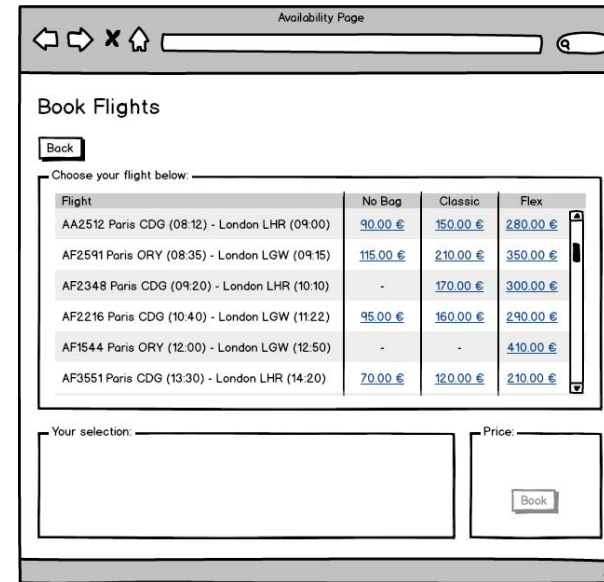 Availability Page
Book Flights
Back
Choose your flight below:
Flight No Bag Classic Flex
AA2512 Paris CDG (08:12) - London LHR (09:00) 90.00 € 150.00 € 280.00 €
AF2591 Paris ORY (08:35) - London LGW (09:15) 115.00 € 210.00 € 350.00 €
AF2348 Paris CDG (09:20) - London LHR (10:10) - 170.00 € 300.00 €
AF2216 Paris CDG (10:40) - London LGW (11:22) 95.00 € 160.00 € 290.00 €
AF1544 Paris ORY (12:00) - London LGW (12:50) - - 410.00 €
AF3551 Paris CDG (13:30) - London LHR (14:20) 70.00 € 120.00 € 210.00 €
Your selection: Price:
Book